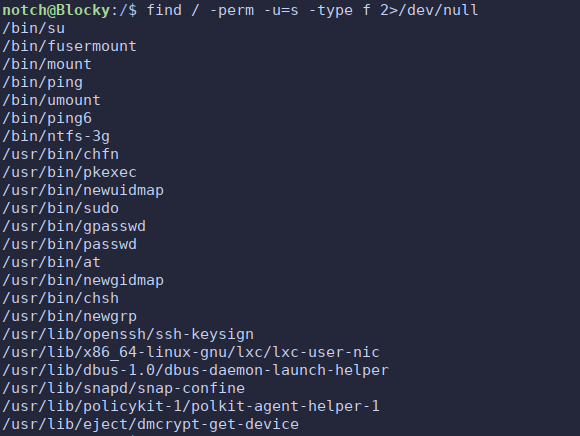 notch@Blocky:/$ find / -perm -u=s -type f 2>/dev/null
/bin/su
/bin/fusermount
/bin/mount
/bin/ping
/bin/umount
/bin/ping6
/bin/ntfs-3g
/usr/bin/chfn
/usr/bin/pkexec
/usr/bin/newuidmap
/usr/bin/sudo
/usr/bin/gpasswd
/usr/bin/passwd
/usr/bin/at
/usr/bin/newgidmap
/usr/bin/chsh
/usr/bin/newgrp
/usr/lib/openssh/ssh-keysign
/usr/lib/x86_64-linux-gnu/lxc/lxc-user-nic
/usr/lib/dbus-1.0/dbus-daemon-launch-helper
/usr/lib/snapd/snap-confine
/usr/lib/policykit-1/polkit-agent-helper-1
/usr/lib/eject/dmcrypt-get-device